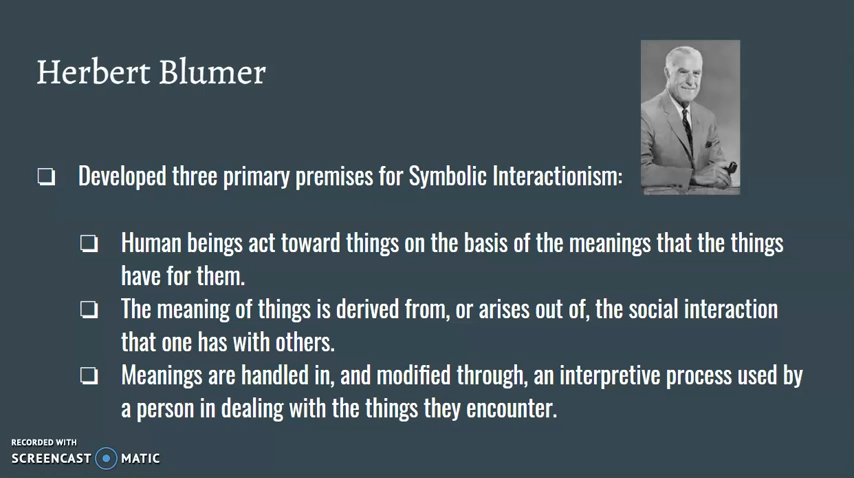 Herbert Blumer
Developed three primary premises for Symbolic Interactionism:
Human beings act toward things on the basis of the meanings that the things
have for them.
The meaning of things is derived from, or arises out of, the social interaction
that one has with others.
Meanings are handled in, and modified through, an interpretive process used by
a person in dealing with the things they encounter.
RECORDED WITH
SCREENCAST MATIC